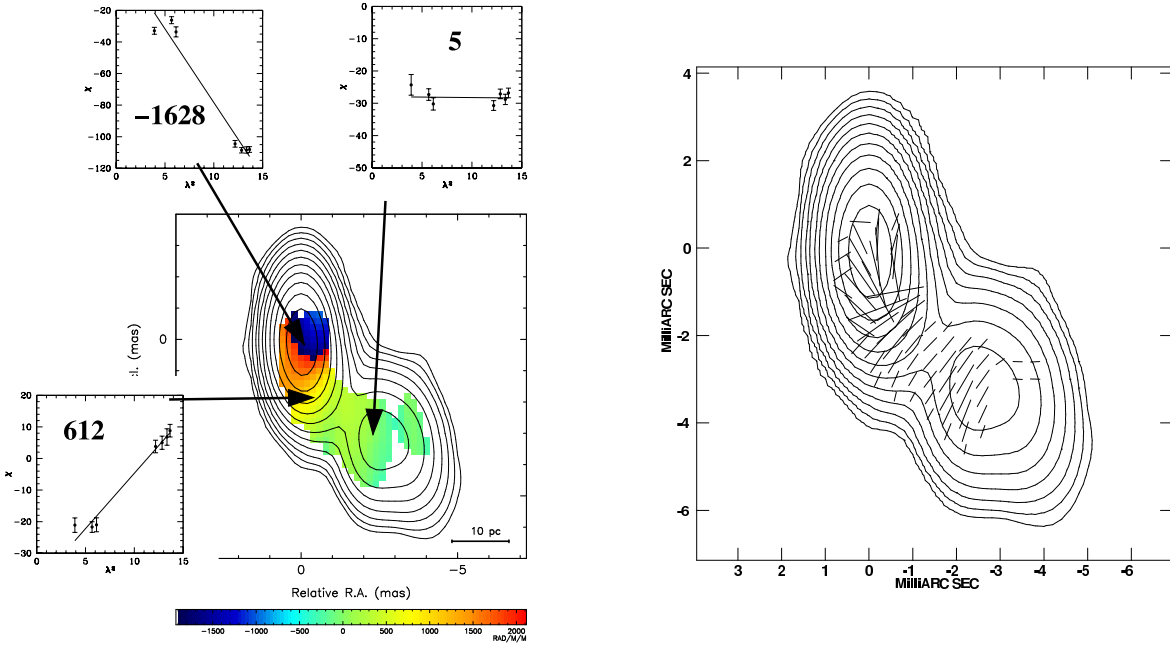 -20
-40
-60
-80
-100
-120
χ
−1628
0 5 10 15
λ²
0
-10
-20
-30
-40
-50
χ
5
0 5 10 15
λ²
0
:l. (mas)
20
10
0
-10
-20
-30
χ
612
0 5 10 15
λ²
10 pc
0 −5
Relative R.A. (mas)
-1500 -1000 -500 0 500 1000 1500 2000
RAD/M/M
4
2
0
-2
-4
-6
MilliARC SEC
3 2 1 0 -1 -2 -3 -4 -5 -6
MilliARC SEC